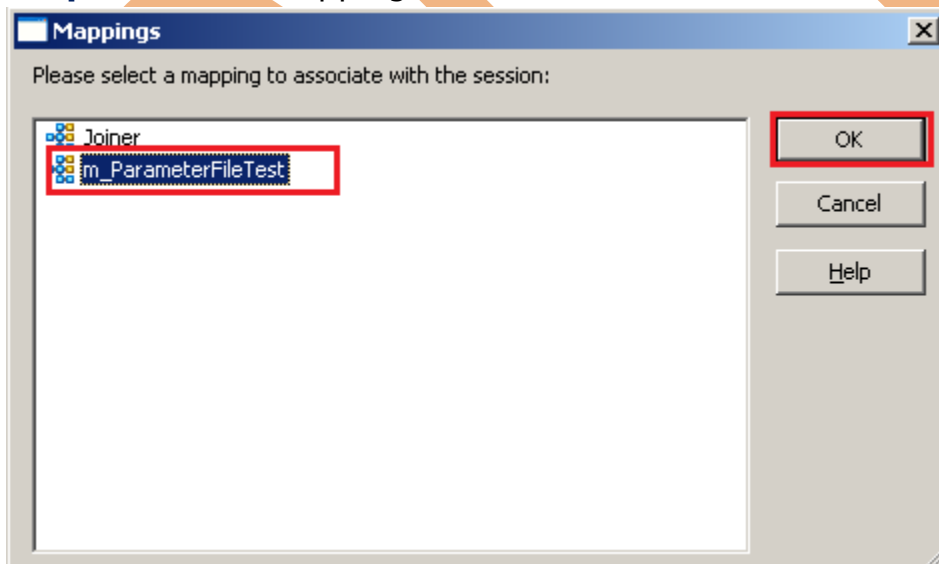 Mappings
Please select a mapping to associate with the session:
Joiner
m_ParameterFileTest
OK
Cancel
Help